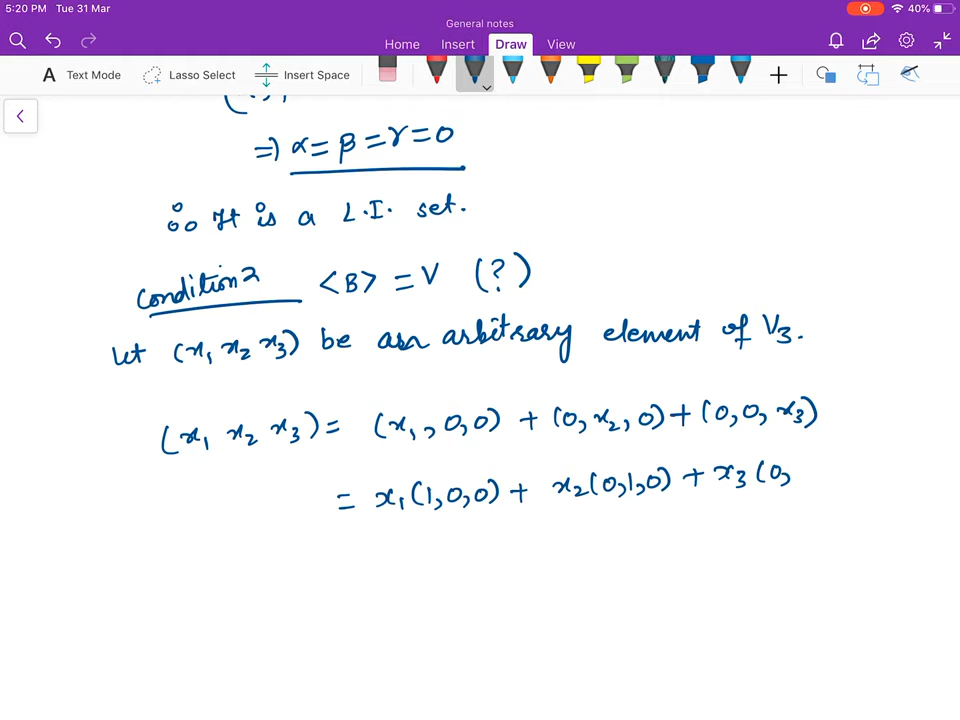 5:20 PM Tue 31 Mar
40%
General notes
Home Insert Draw View
A Text Mode Lasso Select Insert Space
=) α = β = γ = 0
∴ It is a L.I. set.
Condition 2 <B> = V (?)
Let (x₁ x₂ x₃) be an arbitrary element of V₃.
(x₁ x₂ x₃) = (x₁, 0, 0) + (0, x₂, 0) + (0, 0, x₃)
= x₁(1, 0, 0) + x₂(0, 1, 0) + x₃(0,